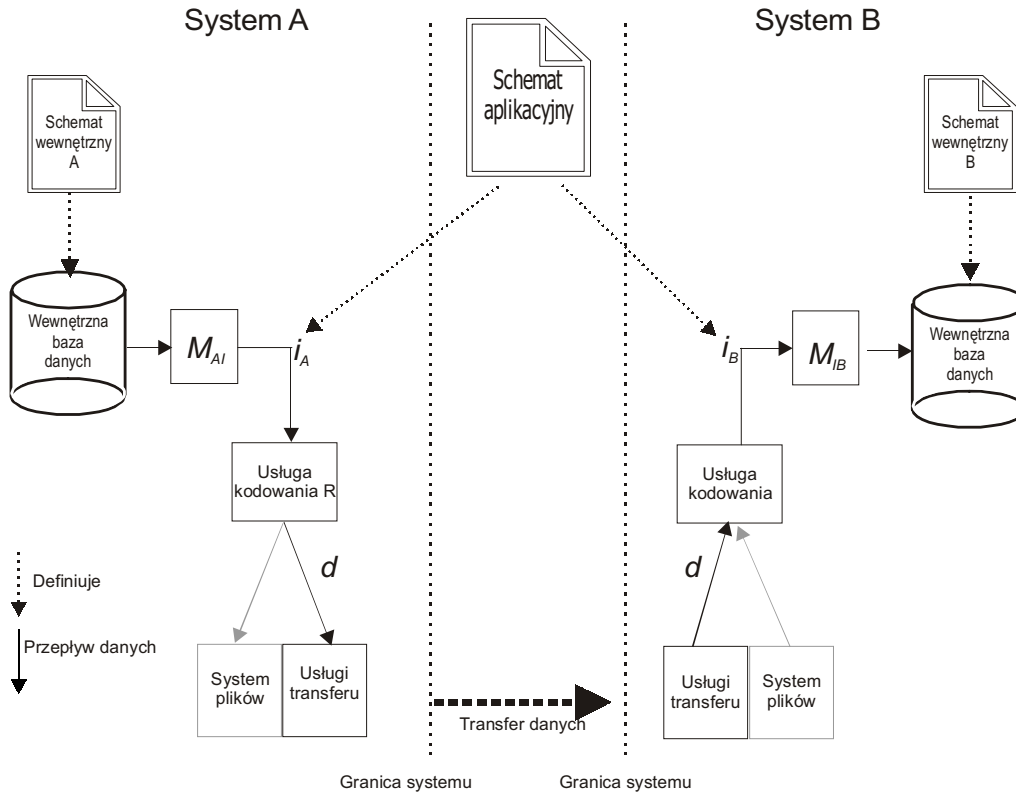 System A
System B
Schemat
aplikacyjny
Schemat
wewnętrzny
A
Schemat
wewnętrzny
B
Wewnętrzna
baza
danych
M_AI
i_A
i_B
M_IB
Wewnętrzna
baza
danych
Usługa
kodowania R
Usługa
kodowania
d
d
Definiuje
Przepływ danych
System
plików
Usługi
transferu
Transfer danych
Usługi
transferu
System
plików
Granica systemu
Granica systemu